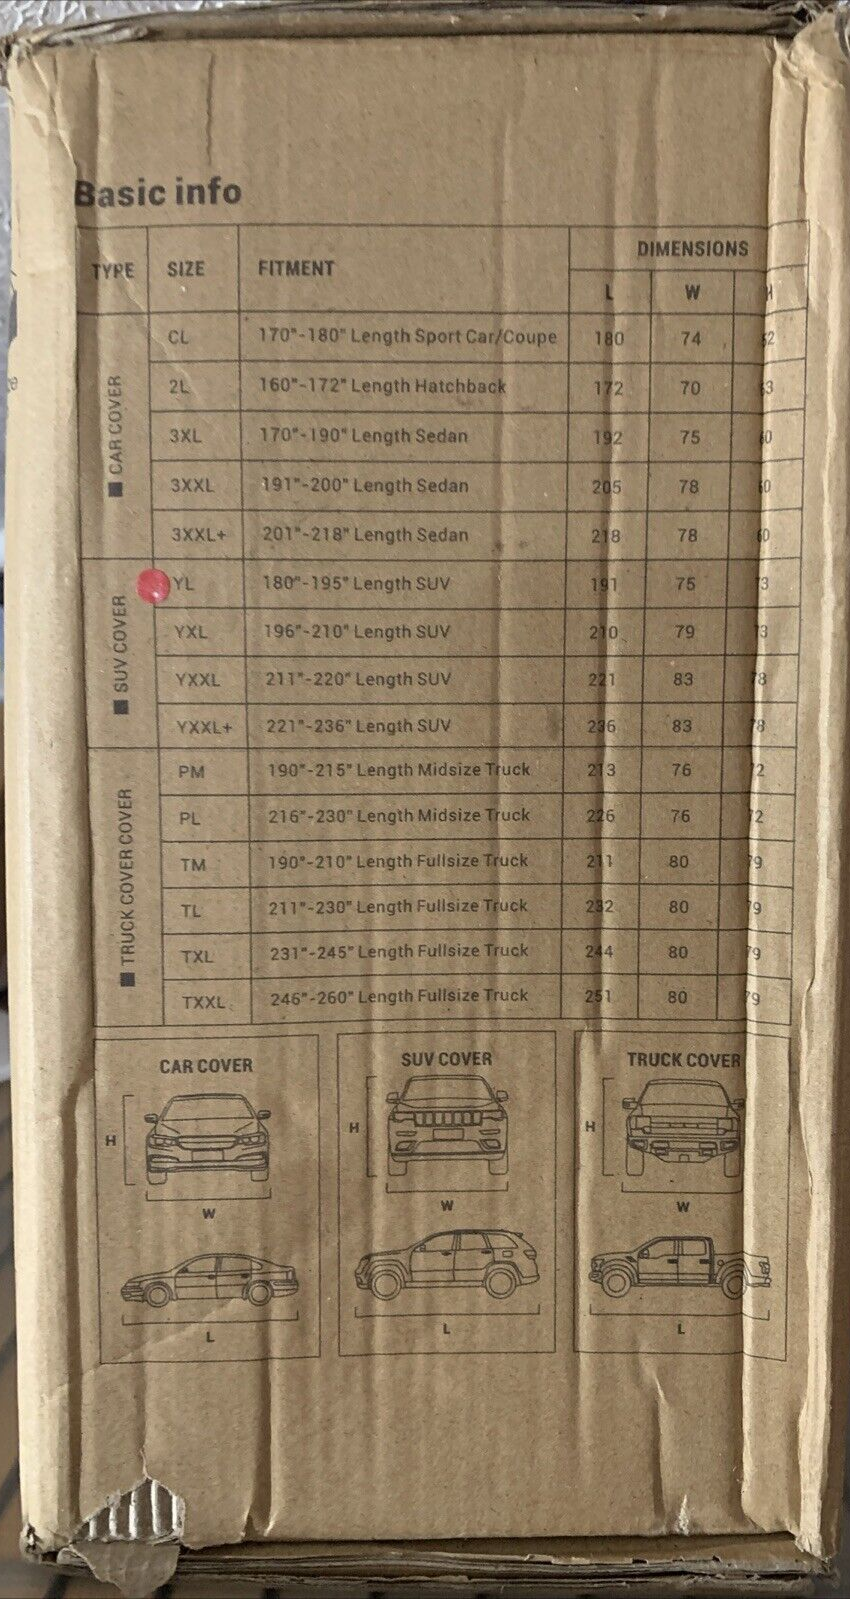 Basic info
TYPE SIZE FITMENT DIMENSIONS
L W H
CAR COVER
CL 170"-180" Length Sport Car/Coupe 180 74
2L 160"-172" Length Hatchback 172 70
3XL 170"-190" Length Sedan 192 75
3XXL 191"-200" Length Sedan 205 78
3XXL+ 201"-218" Length Sedan 218 78
SUV COVER
YL 180"-195" Length SUV 191 75
YXL 196"-210" Length SUV 210 79
YXXL 211"-220" Length SUV 221 83
YXXL+ 221"-236" Length SUV 236 83
TRUCK COVER COVER
PM 190"-215" Length Midsize Truck 213 76
PL 216"-230" Length Midsize Truck 226 76
TM 190"-210" Length Fullsize Truck 211 80
TL 211"-230" Length Fullsize Truck 232 80
TXL 231"-245" Length Fullsize Truck 244 80
TXXL 246"-260" Length Fullsize Truck 251 80
CAR COVER SUV COVER TRUCK COVER
H H H
W W W
L L L